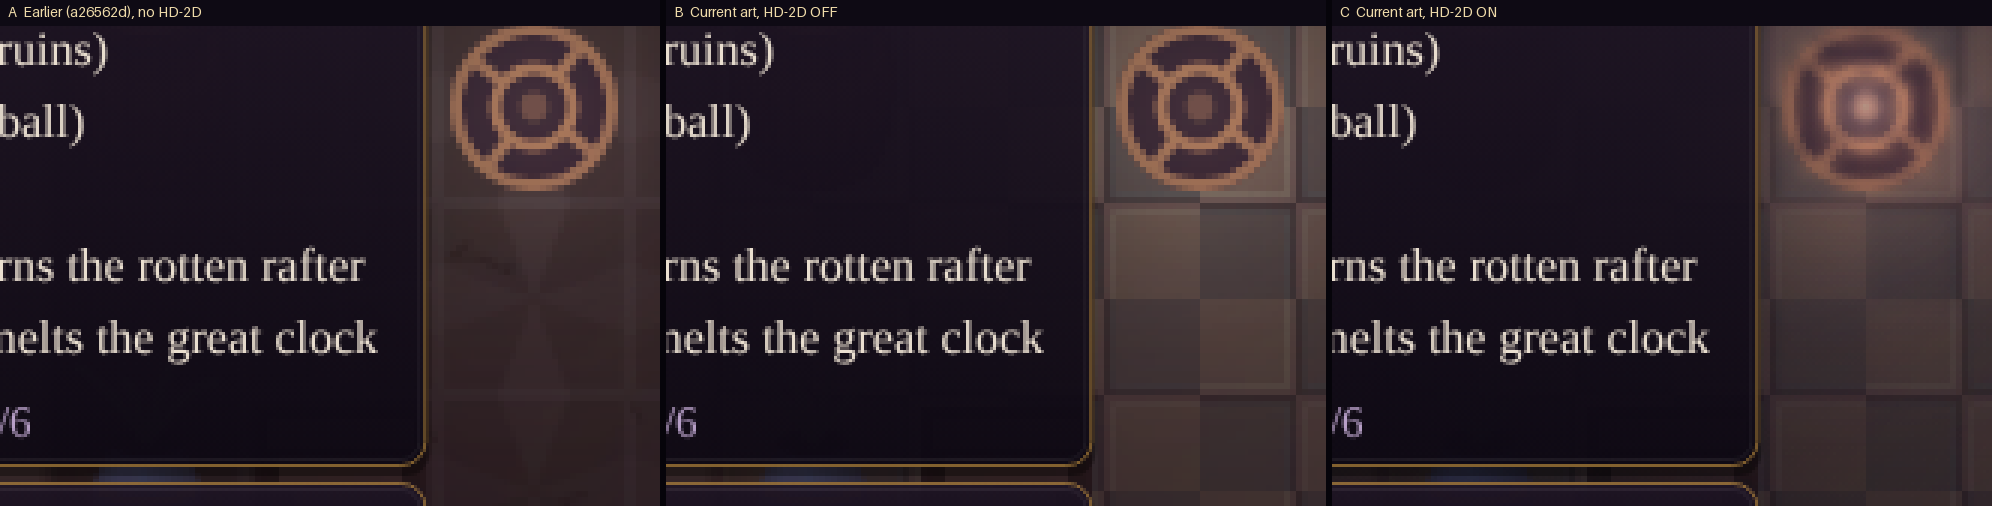 A Earlier (a26562d), no HD-2D
ruins)
ball)
rns the rotten rafter
nelts the great clock
/6
B Current art, HD-2D OFF
ruins)
ball)
rns the rotten rafter
nelts the great clock
/6
C Current art, HD-2D ON
ruins)
ball)
rns the rotten rafter
nelts the great clock
/6